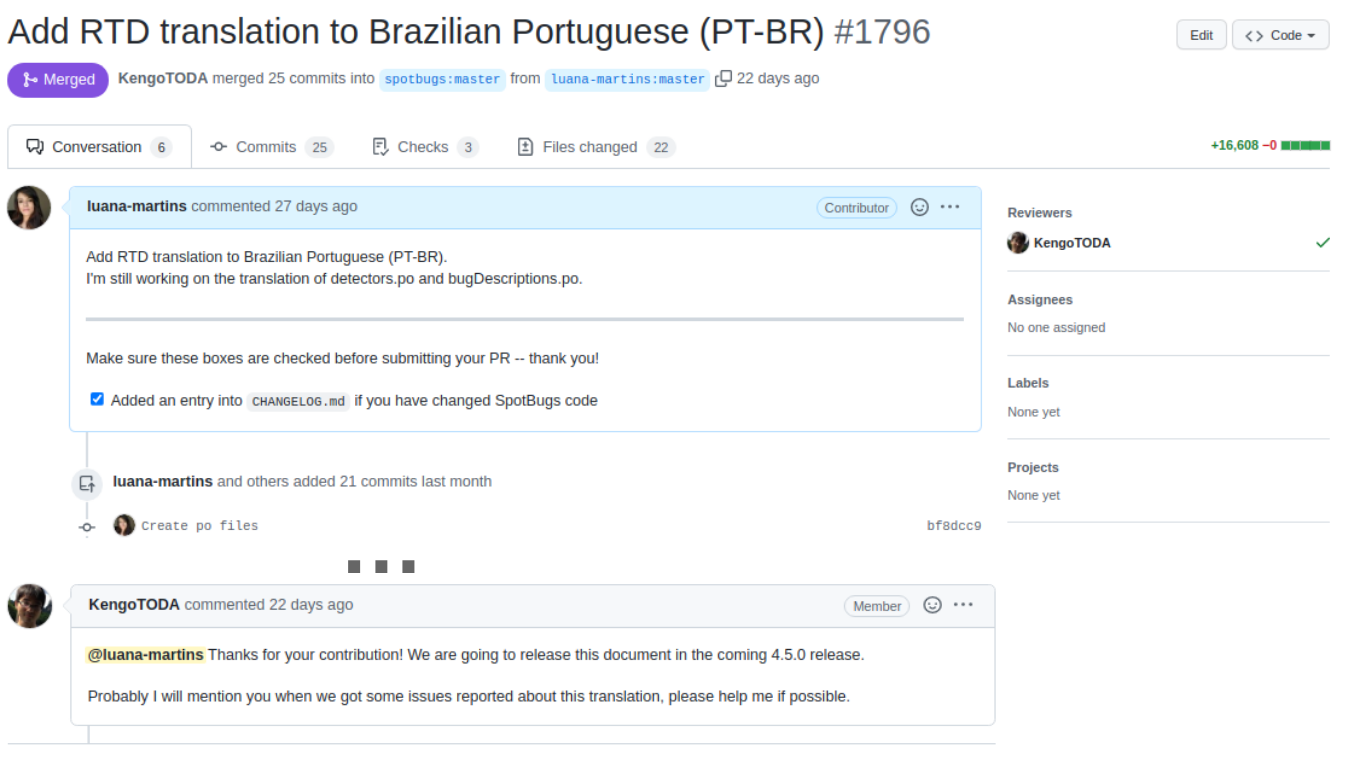 Add RTD translation to Brazilian Portuguese (PT-BR) #1796
Edit
<> Code
Merged
KengoTODA merged 25 commits into spotbugs:master from luana-martins:master 22 days ago
Conversation 6
Commits 25
Checks 3
Files changed 22
+16,608 −0
luana-martins commented 27 days ago
Contributor
Add RTD translation to Brazilian Portuguese (PT-BR).
I'm still working on the translation of detectors.po and bugDescriptions.po.
Make sure these boxes are checked before submitting your PR -- thank you!
Added an entry into CHANGELOG.md if you have changed SpotBugs code
luana-martins and others added 21 commits last month
Create po files
bf8dcc9
Reviewers
KengoTODA
Assignees
No one assigned
Labels
None yet
Projects
None yet
KengoTODA commented 22 days ago
Member
@luana-martins Thanks for your contribution! We are going to release this document in the coming 4.5.0 release.
Probably I will mention you when we got some issues reported about this translation, please help me if possible.